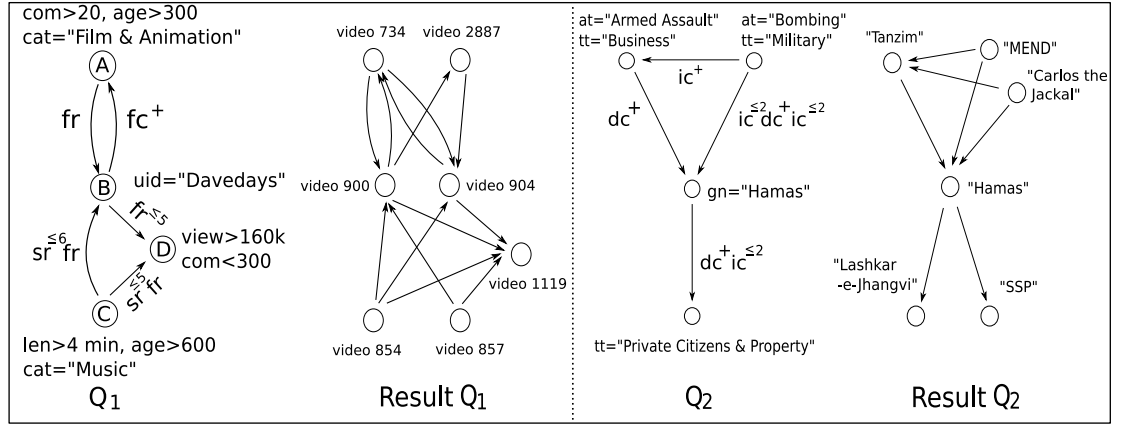 com>20, age>300
cat="Film & Animation"
A
fr
fc+
B
uid="Davedays"
fr≤5
sr≤6fr
D
view>160k
com<300
sr≤5fr
C
len>4 min, age>600
cat="Music"
Q1
video 734
video 2887
video 900
video 904
video 1119
video 854
video 857
Result Q1
at="Armed Assault"
tt="Business"
at="Bombing"
tt="Military"
ic+
dc+
ic≤2dc+ic≤2
gn="Hamas"
dc+ic≤2
tt="Private Citizens & Property"
Q2
"Tanzim"
"MEND"
"Carlos the
Jackal"
"Hamas"
"Lashkar
-e-Jhangvi"
"SSP"
Result Q2